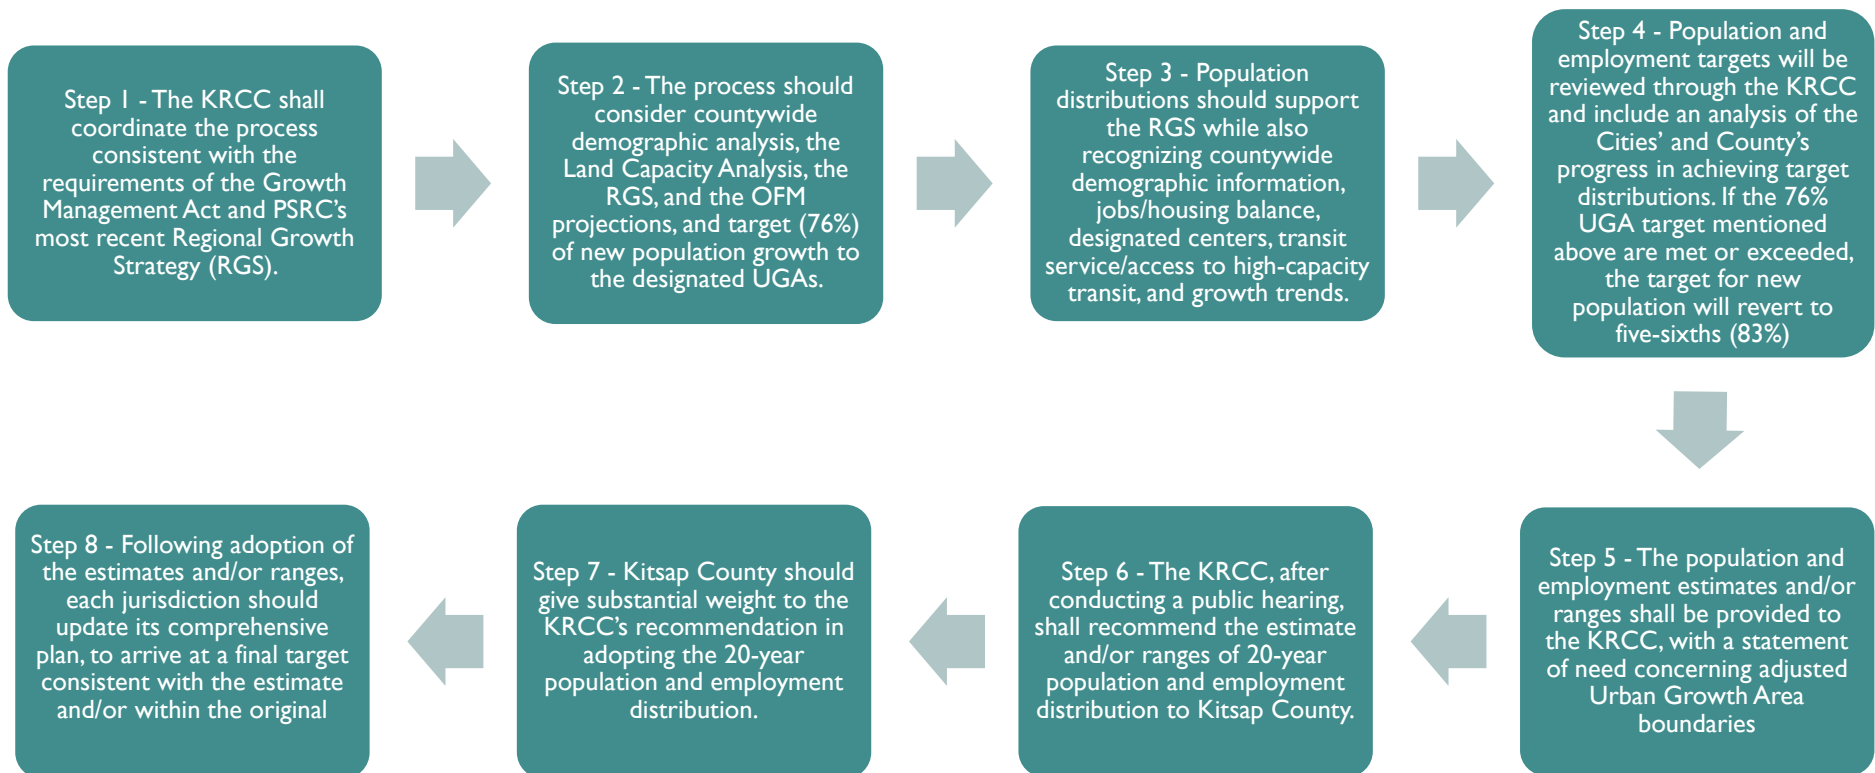 Step 1 - The KRCC shall
coordinate the process
consistent with the
requirements of the Growth
Management Act and PSRC's
most recent Regional Growth
Strategy (RGS).
Step 2 - The process should
consider countywide
demographic analysis, the
Land Capacity Analysis, the
RGS, and the OFM
projections, and target (76%)
of new population growth to
the designated UGAs.
Step 3 - Population
distributions should support
the RGS while also
recognizing countywide
demographic information,
jobs/housing balance,
designated centers, transit
service/access to high-capacity
transit, and growth trends.
Step 4 - Population and
employment targets will be
reviewed through the KRCC
and include an analysis of the
Cities' and County's
progress in achieving target
distributions. If the 76%
UGA target mentioned
above are met or exceeded,
the target for new
population will revert to
five-sixths (83%)
Step 5 - The population and
employment estimates and/or
ranges shall be provided to
the KRCC, with a statement
of need concerning adjusted
Urban Growth Area
boundaries
Step 6 - The KRCC, after
conducting a public hearing,
shall recommend the estimate
and/or ranges of 20-year
population and employment
distribution to Kitsap County.
Step 7 - Kitsap County should
give substantial weight to the
KRCC's recommendation in
adopting the 20-year
population and employment
distribution.
Step 8 - Following adoption of
the estimates and/or ranges,
each jurisdiction should
update its comprehensive
plan, to arrive at a final target
consistent with the estimate
and/or within the original